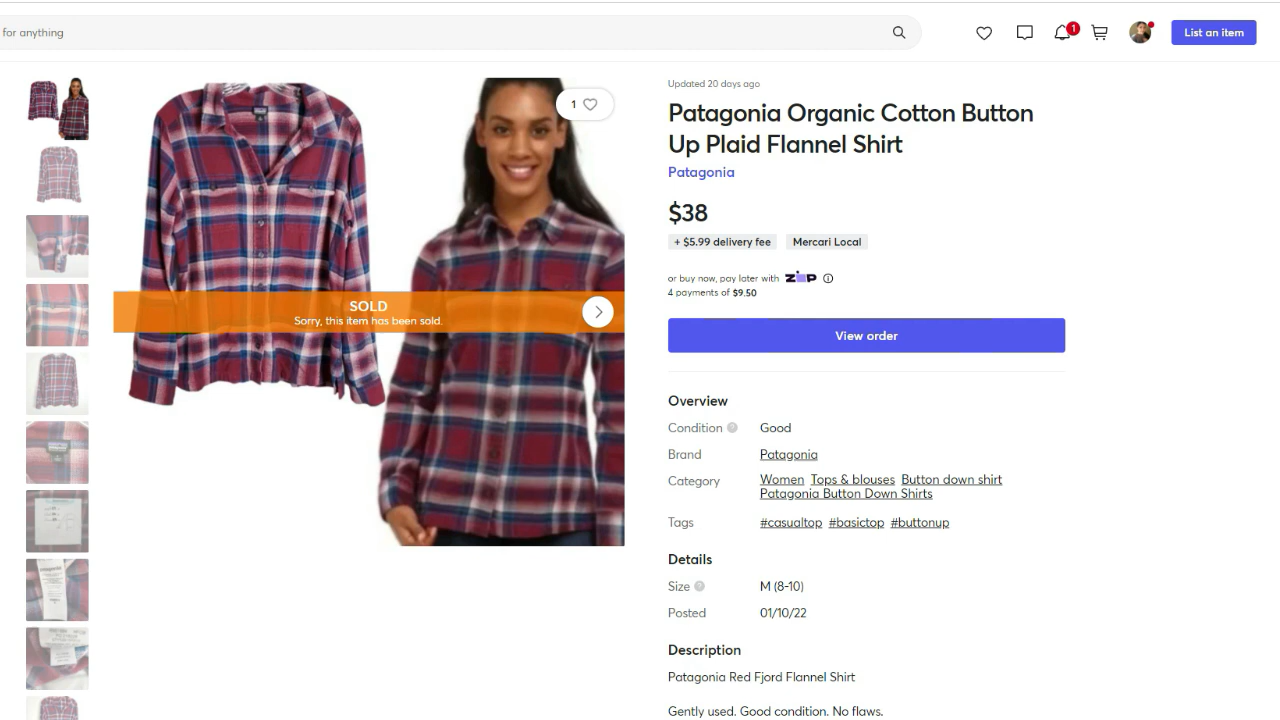 for anything
1
List an item
Updated 20 days ago
Patagonia Organic Cotton Button
Up Plaid Flannel Shirt
Patagonia
$38
+ $5.99 delivery fee Mercari Local
or buy now, pay later with ZIP
4 payments of $9.50
View order
1
SOLD
Sorry, this item has been sold.
Overview
Condition ? Good
Brand Patagonia
Category Women Tops & blouses Button down shirt
Patagonia Button Down Shirts
Tags #casualtop #basictop #buttonup
Details
Size ? M (8-10)
Posted 01/10/22
Description
Patagonia Red Fjord Flannel Shirt
Gently used. Good condition. No flaws.